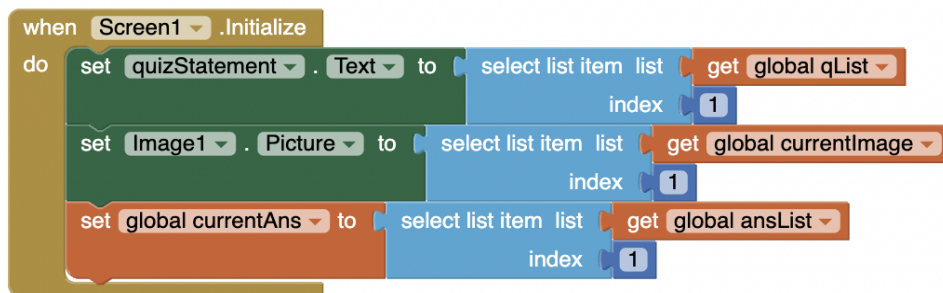 when Screen1 .Initialize
do set quizStatement . Text to select list item list get global qList
index 1
set Image1 . Picture to select list item list get global currentImage
index 1
set global currentAns to select list item list get global ansList
index 1